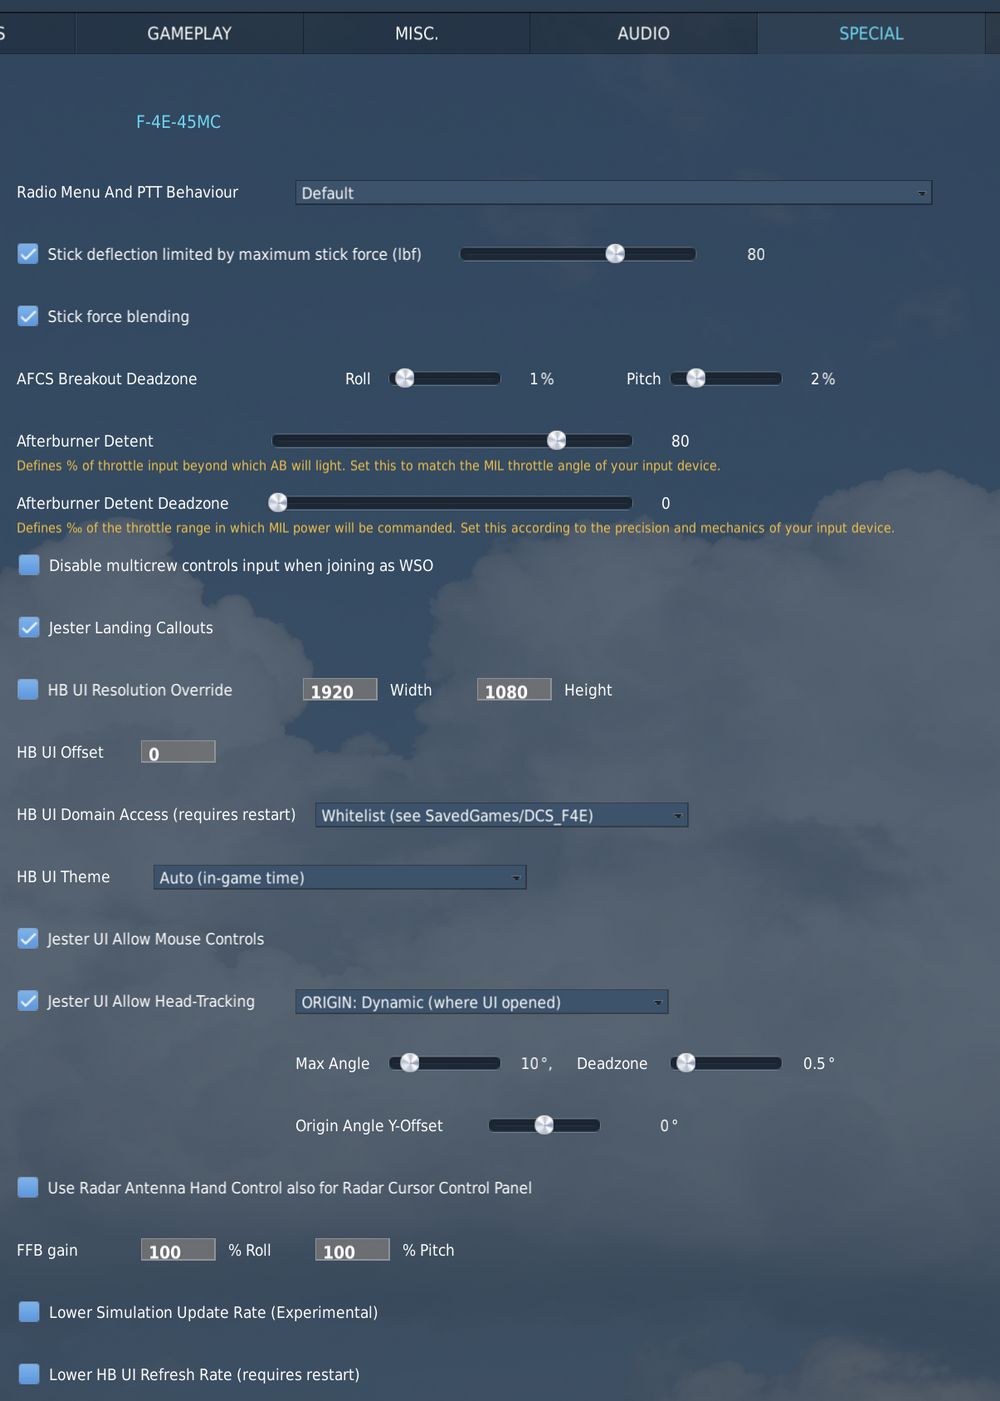 S GAMEPLAY MISC. AUDIO SPECIAL
F-4E-45MC
Radio Menu And PTT Behaviour Default
Stick deflection limited by maximum stick force (lbf) 80
Stick force blending
AFCS Breakout Deadzone Roll 1% Pitch 2%
Afterburner Detent 80
Defines % of throttle input beyond which AB will light. Set this to match the MIL throttle angle of your input device.
Afterburner Detent Deadzone 0
Defines ‰ of the throttle range in which MIL power will be commanded. Set this according to the precision and mechanics of your input device.
Disable multicrew controls input when joining as WSO
Jester Landing Callouts
HB UI Resolution Override 1920 Width 1080 Height
HB UI Offset 0
HB UI Domain Access (requires restart) Whitelist (see SavedGames/DCS_F4E)
HB UI Theme Auto (in-game time)
Jester UI Allow Mouse Controls
Jester UI Allow Head-Tracking ORIGIN: Dynamic (where UI opened)
Max Angle 10°, Deadzone 0.5°
Origin Angle Y-Offset 0°
Use Radar Antenna Hand Control also for Radar Cursor Control Panel
FFB gain 100 % Roll 100 % Pitch
Lower Simulation Update Rate (Experimental)
Lower HB UI Refresh Rate (requires restart)